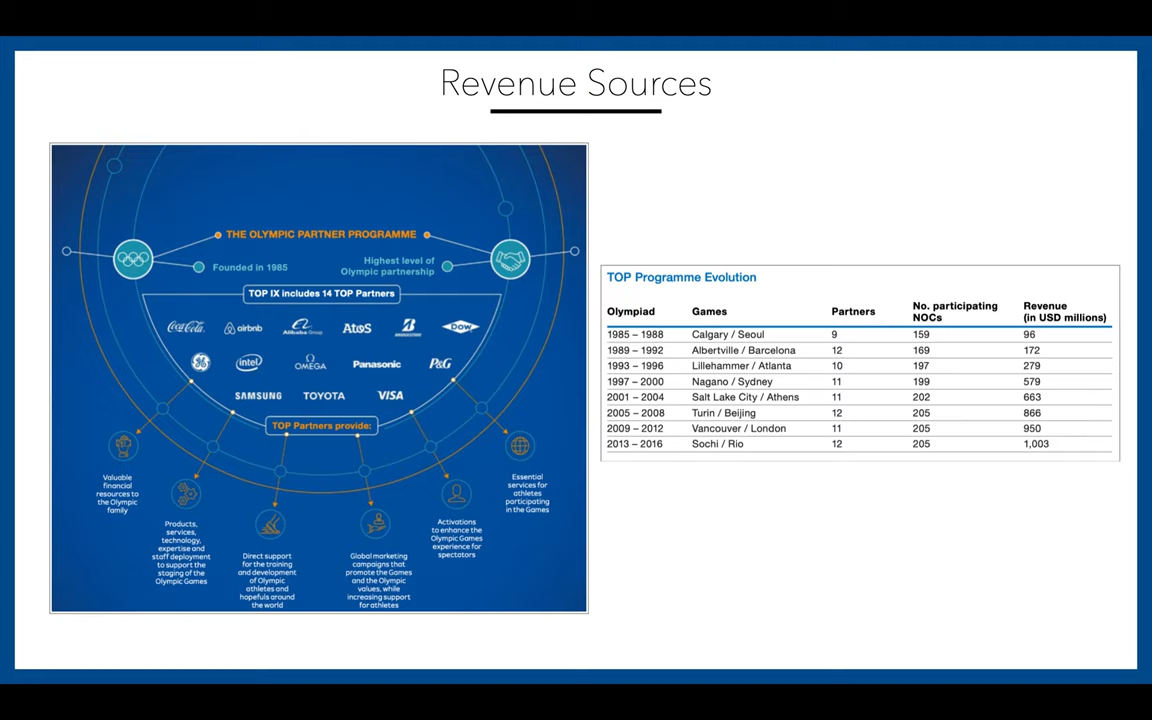 Revenue Sources
THE OLYMPIC PARTNER PROGRAMME
Founded in 1985
Highest level of
Olympic partnership
TOP IX includes 14 TOP Partners
Coca-Cola airbnb Alibaba Group Atos BRIDGESTONE DOW
GE intel OMEGA Panasonic P&G
SAMSUNG TOYOTA VISA
TOP Partners provide:
Valuable
financial
resources to
the Olympic
family
Products,
services,
technology,
expertise and
staff deployment
to support the
staging of the
Olympic Games
Direct support
for the training
and development
of Olympic
athletes and
hopefuls around
the world
Global marketing
campaigns that
promote the Games
and the Olympic
values, while
increasing support
for athletes
Activations
to enhance the
Olympic Games
experience for
spectators
Essential
services for
athletes
participating
in the Games
TOP Programme Evolution
Olympiad Games Partners No. participating NOCs Revenue (in USD millions)
1985 – 1988 Calgary / Seoul 9 159 96
1989 – 1992 Albertville / Barcelona 12 169 172
1993 – 1996 Lillehammer / Atlanta 10 197 279
1997 – 2000 Nagano / Sydney 11 199 579
2001 – 2004 Salt Lake City / Athens 11 202 663
2005 – 2008 Turin / Beijing 12 205 866
2009 – 2012 Vancouver / London 11 205 950
2013 – 2016 Sochi / Rio 12 205 1,003